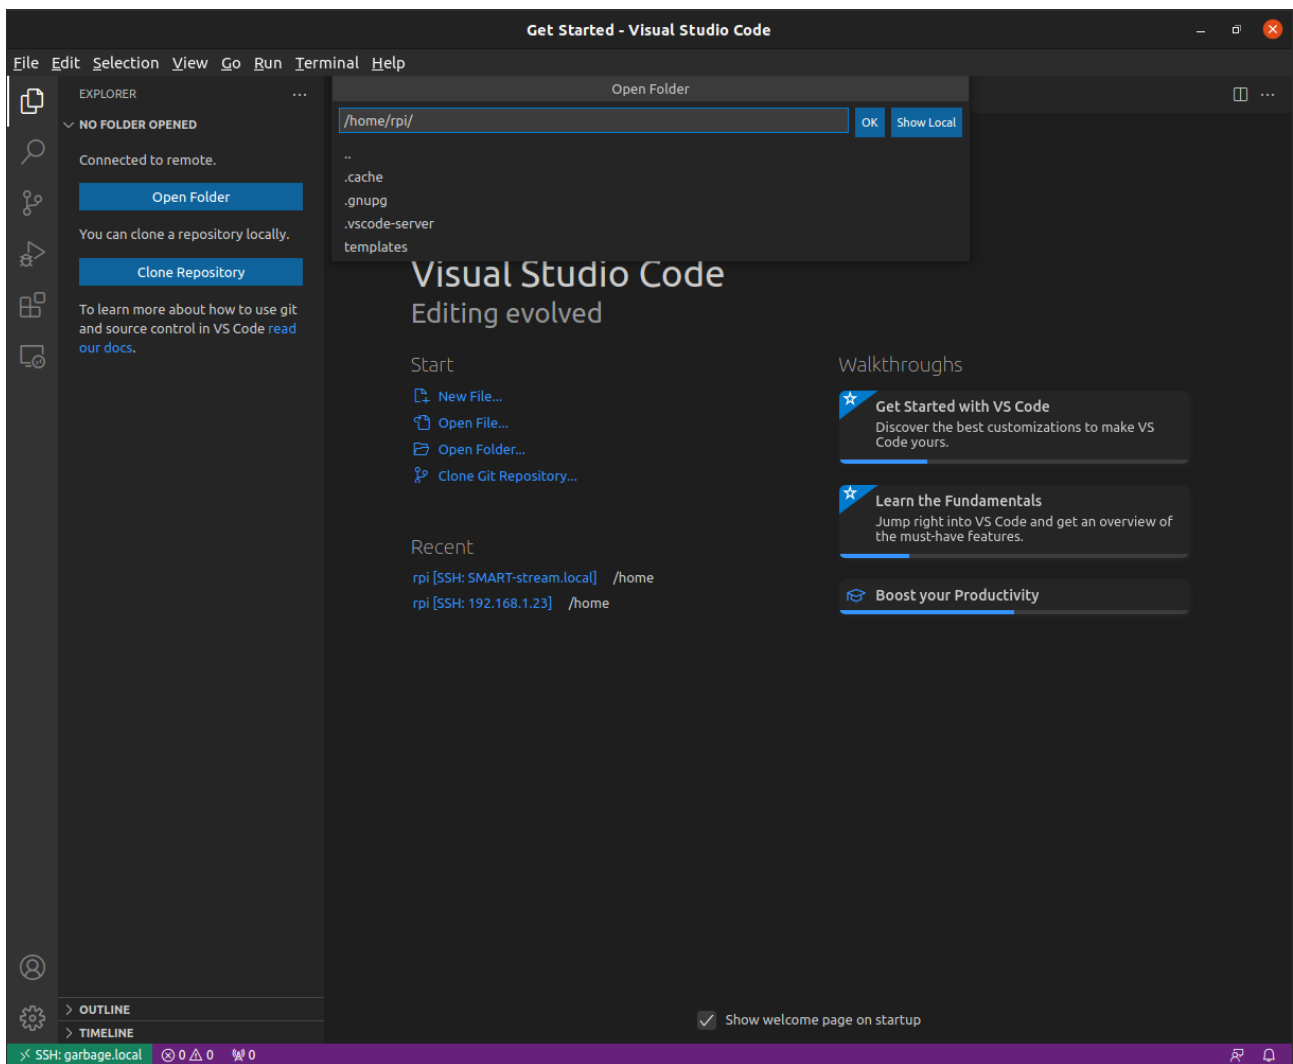 Get Started - Visual Studio Code
File Edit Selection View Go Run Terminal Help
EXPLORER
NO FOLDER OPENED
Connected to remote.
Open Folder
You can clone a repository locally.
Clone Repository
To learn more about how to use git
and source control in VS Code read
our docs.
Open Folder
/home/rpi/
OK
Show Local
..
.cache
.gnupg
.vscode-server
templates
Visual Studio Code
Editing evolved
Start
New File...
Open File...
Open Folder...
Clone Git Repository...
Recent
rpi [SSH: SMART-stream.local] /home
rpi [SSH: 192.168.1.23] /home
Walkthroughs
Get Started with VS Code
Discover the best customizations to make VS
Code yours.
Learn the Fundamentals
Jump right into VS Code and get an overview of
the must-have features.
Boost your Productivity
OUTLINE
TIMELINE
Show welcome page on startup
SSH: garbage.local 0 0 0